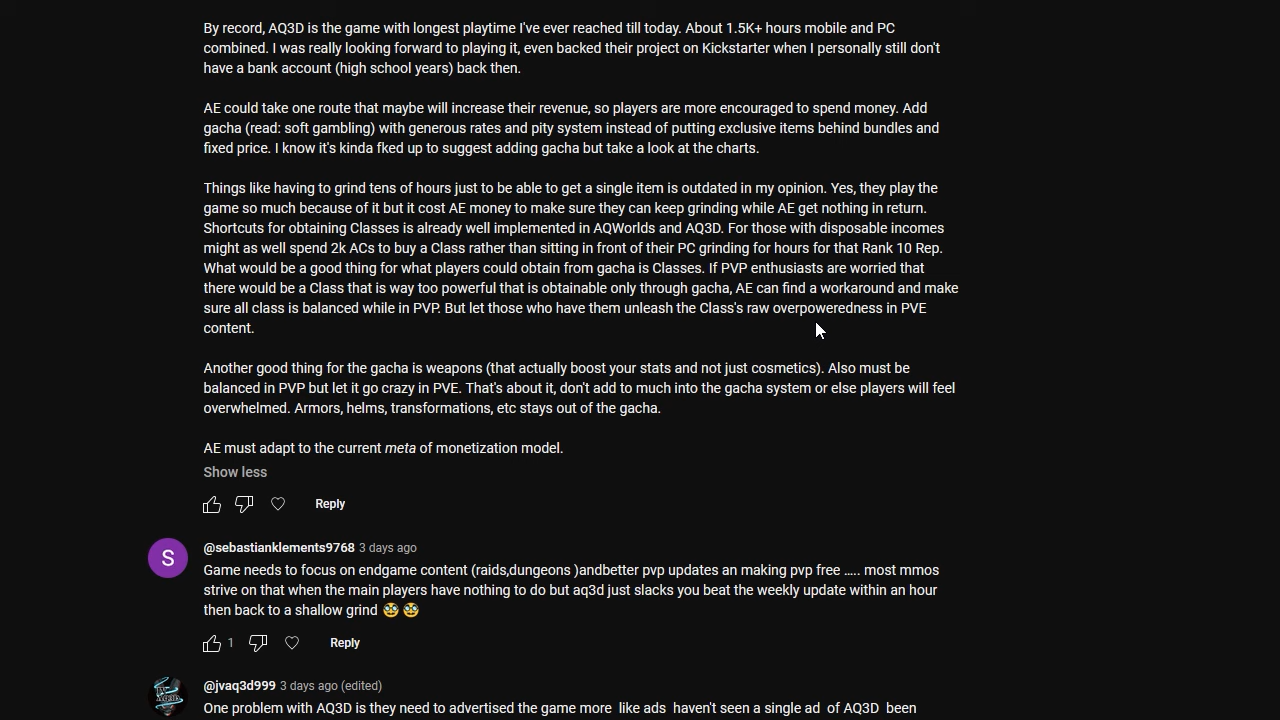 By record, AQ3D is the game with longest playtime I've ever reached till today. About 1.5K+ hours mobile and PC
combined. I was really looking forward to playing it, even backed their project on Kickstarter when I personally still don't
have a bank account (high school years) back then.
AE could take one route that maybe will increase their revenue, so players are more encouraged to spend money. Add
gacha (read: soft gambling) with generous rates and pity system instead of putting exclusive items behind bundles and
fixed price. I know it's kinda fked up to suggest adding gacha but take a look at the charts.
Things like having to grind tens of hours just to be able to get a single item is outdated in my opinion. Yes, they play the
game so much because of it but it cost AE money to make sure they can keep grinding while AE get nothing in return.
Shortcuts for obtaining Classes is already well implemented in AQWorlds and AQ3D. For those with disposable incomes
might as well spend 2k ACs to buy a Class rather than sitting in front of their PC grinding for hours for that Rank 10 Rep.
What would be a good thing for what players could obtain from gacha is Classes. If PVP enthusiasts are worried that
there would be a Class that is way too powerful that is obtainable only through gacha, AE can find a workaround and make
sure all class is balanced while in PVP. But let those who have them unleash the Class's raw overpoweredness in PVE
content.
Another good thing for the gacha is weapons (that actually boost your stats and not just cosmetics). Also must be
balanced in PVP but let it go crazy in PVE. That's about it, don't add to much into the gacha system or else players will feel
overwhelmed. Armors, helms, transformations, etc stays out of the gacha.
AE must adapt to the current meta of monetization model.
Show less
Reply
S
@sebastianklements9768 3 days ago
Game needs to focus on endgame content (raids,dungeons )andbetter pvp updates an making pvp free ..... most mmos
strive on that when the main players have nothing to do but aq3d just slacks you beat the weekly update within an hour
then back to a shallow grind 🥸 🥸
1 Reply
@jvaq3d999 3 days ago (edited)
One problem with AQ3D is they need to advertised the game more like ads haven't seen a single ad of AQ3D been